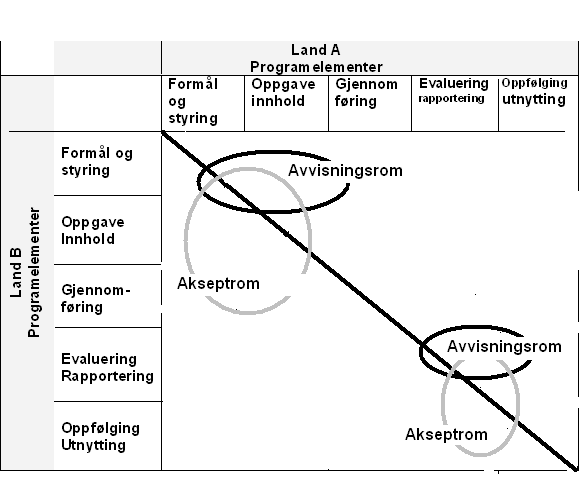 Land A
Programelementer
Formål
og
styring
Oppgave
innhold
Gjennom
føring
Evaluering
rapportering
Oppfølging
utnytting
Land B
Programelementer
Formål og
styring
Avvisningsrom
Oppgave
Innhold
Akseptrom
Gjennom-
føring
Avvisningsrom
Evaluering
Rapportering
Oppfølging
Utnytting
Akseptrom